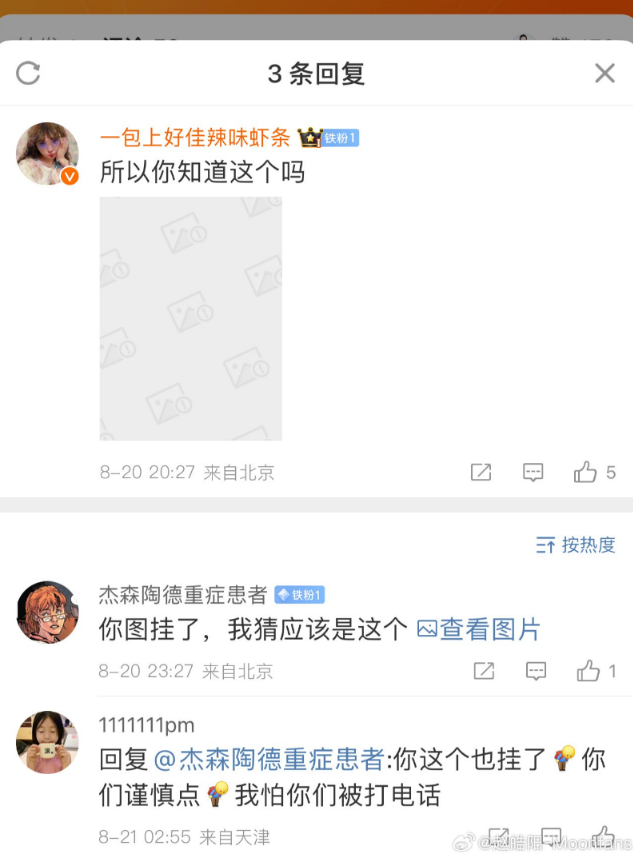 3 条回复
一包上好佳辣味虾条 铁粉1
所以你知道这个吗
8-20 20:27 来自北京 5
按热度
杰森陶德重症患者 铁粉1
你图挂了，我猜应该是这个 查看图片
8-20 23:27 来自北京 1
1111111pm
回复 @杰森陶德重症患者:你这个也挂了 你
们谨慎点 我怕你们被打电话
8-21 02:55 来自天津